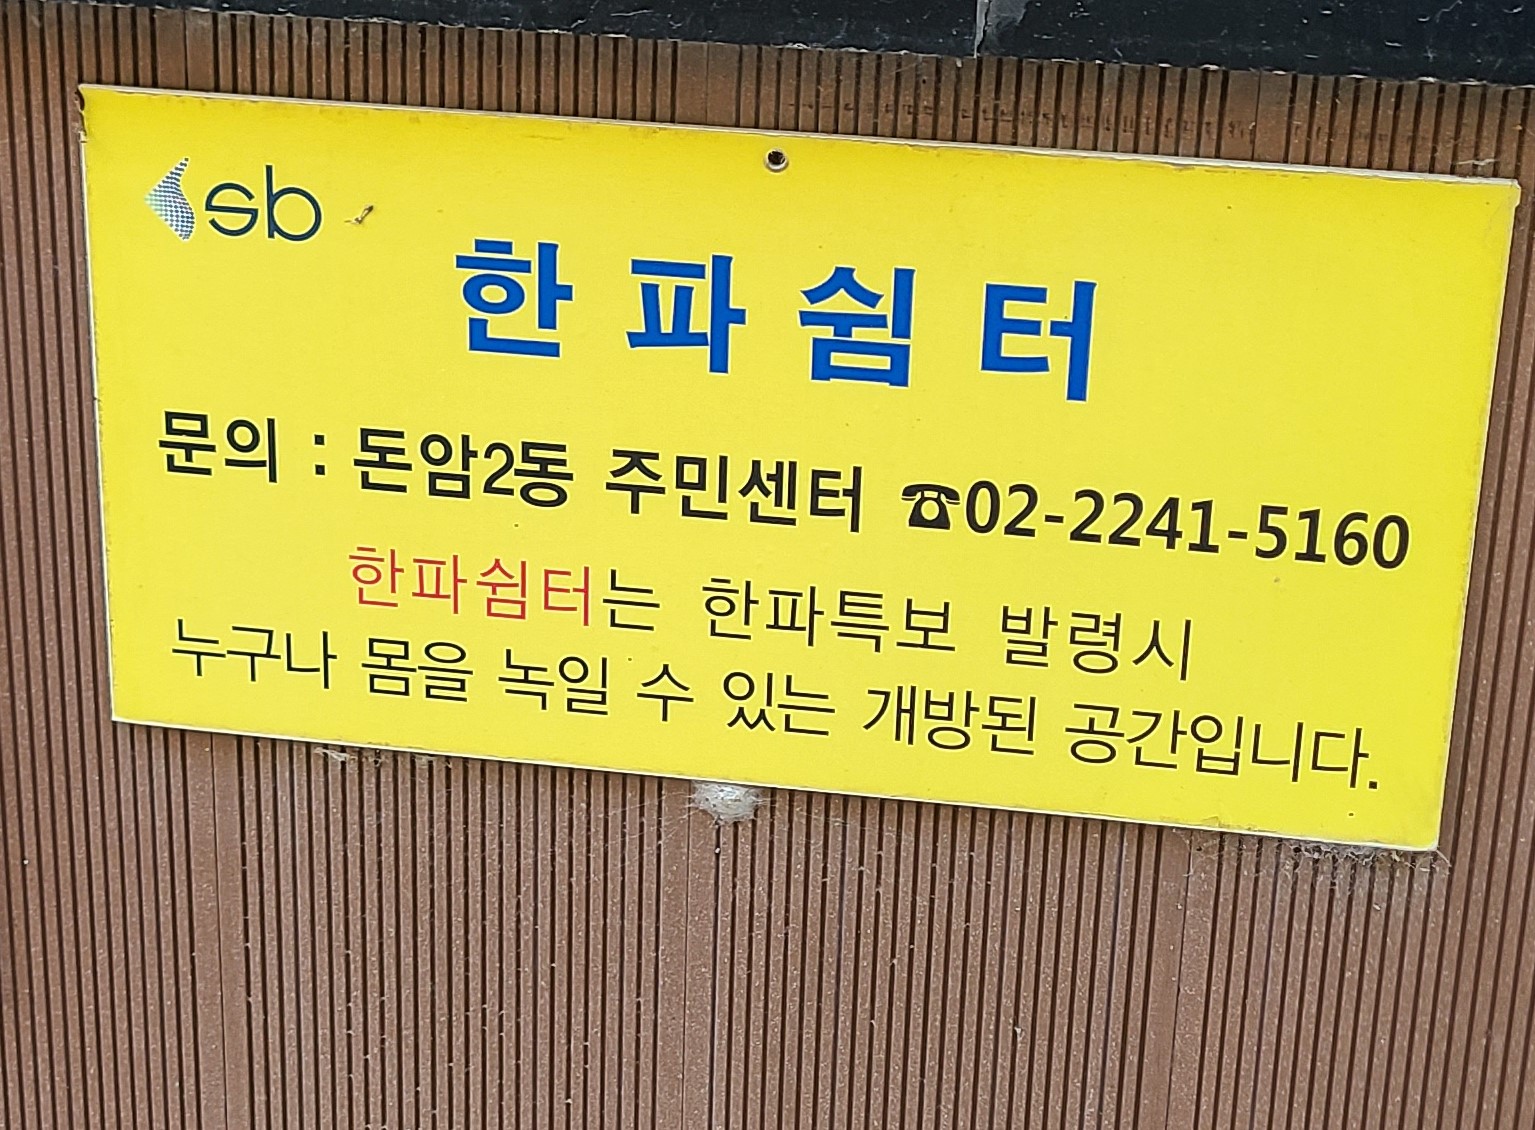 sb
한파쉼터
문의 : 돈암2동 주민센터 ☎02-2241-5160
한파쉼터는 한파특보 발령시
누구나 몸을 녹일 수 있는 개방된 공간입니다.